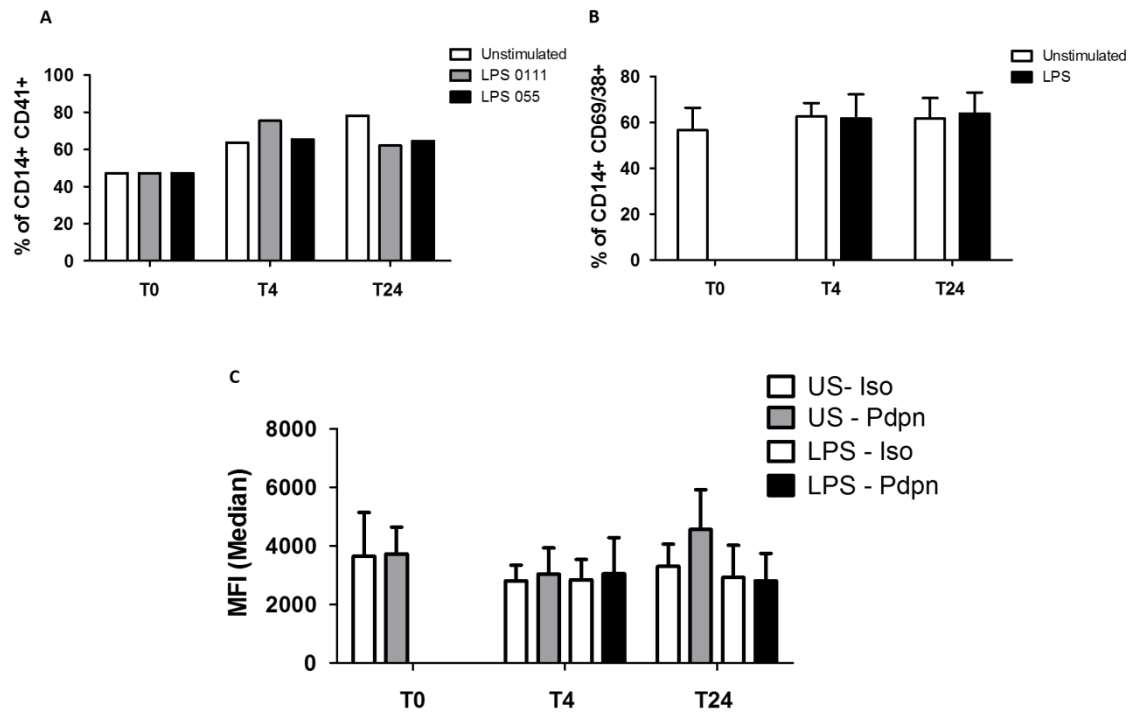 A
Unstimulated
LPS 0111
LPS 055
% of CD14+ CD41+
100
80
60
40
20
0
T0 T4 T24
B
Unstimulated
LPS
% of CD14+ CD69/38+
80
60
40
20
0
T0 T4 T24
C
US- Iso
US - Pdpn
LPS - Iso
LPS - Pdpn
MFI (Median)
8000
6000
4000
2000
0
T0 T4 T24